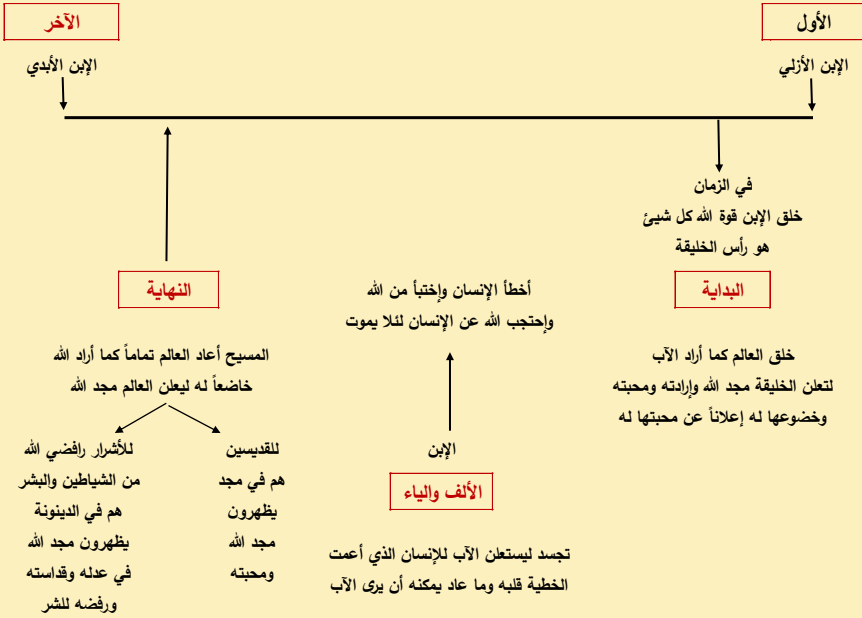 الأول
الإبن الأزلي
الآخر
الإبن الأبدي
في الزمان
خلق الإبن قوة الله كل شيئ
هو رأس الخليقة
البداية
خلق العالم كما أراد الآب
لتعلن الخليقة مجد الله وإرادته ومحبته
وخضوعها له إعلاناً عن محبتها له
أخطأ الإنسان وإختبأ من الله
وإحتجب الله عن الإنسان لئلا يموت
الإبن
الألف والياء
تجسد ليستعلن الآب للإنسان الذي أعمت
الخطية قلبه وما عاد يمكنه أن يرى الآب
النهاية
المسيح أعاد العالم تماماً كما أراد الله
خاضعاً له ليعلن العالم مجد الله
للقديسين
هم في مجد
يظهرون
مجد الله
ومحبته
للأشرار رافضي الله
من الشياطين والبشر
هم في الدينونة
يظهرون مجد الله
في عدله وقداسته
ورفضه للشر